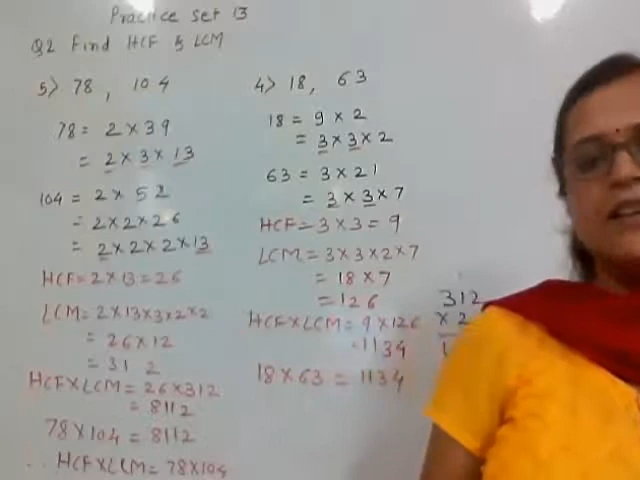 Practice Set 13
Q2 Find HCF & LCM
5> 78, 104
78 = 2 × 39
= 2 × 3 × 13
104 = 2 × 52
= 2×2×26
= 2×2×2×13
HCF = 2×13 = 26
LCM = 2×13×3×2×2
= 26×12
= 312
HCF×LCM = 26×312
= 8112
78×104 = 8112
∴ HCF×LCM = 78×104
4> 18, 63
18 = 9 × 2
= 3×3×2
63 = 3×21
= 3×3×7
HCF = 3×3 = 9
LCM = 3×3×2×7
= 18×7
= 126
HCF×LCM = 9×126
= 1134
18×63 = 1134
312
× 2